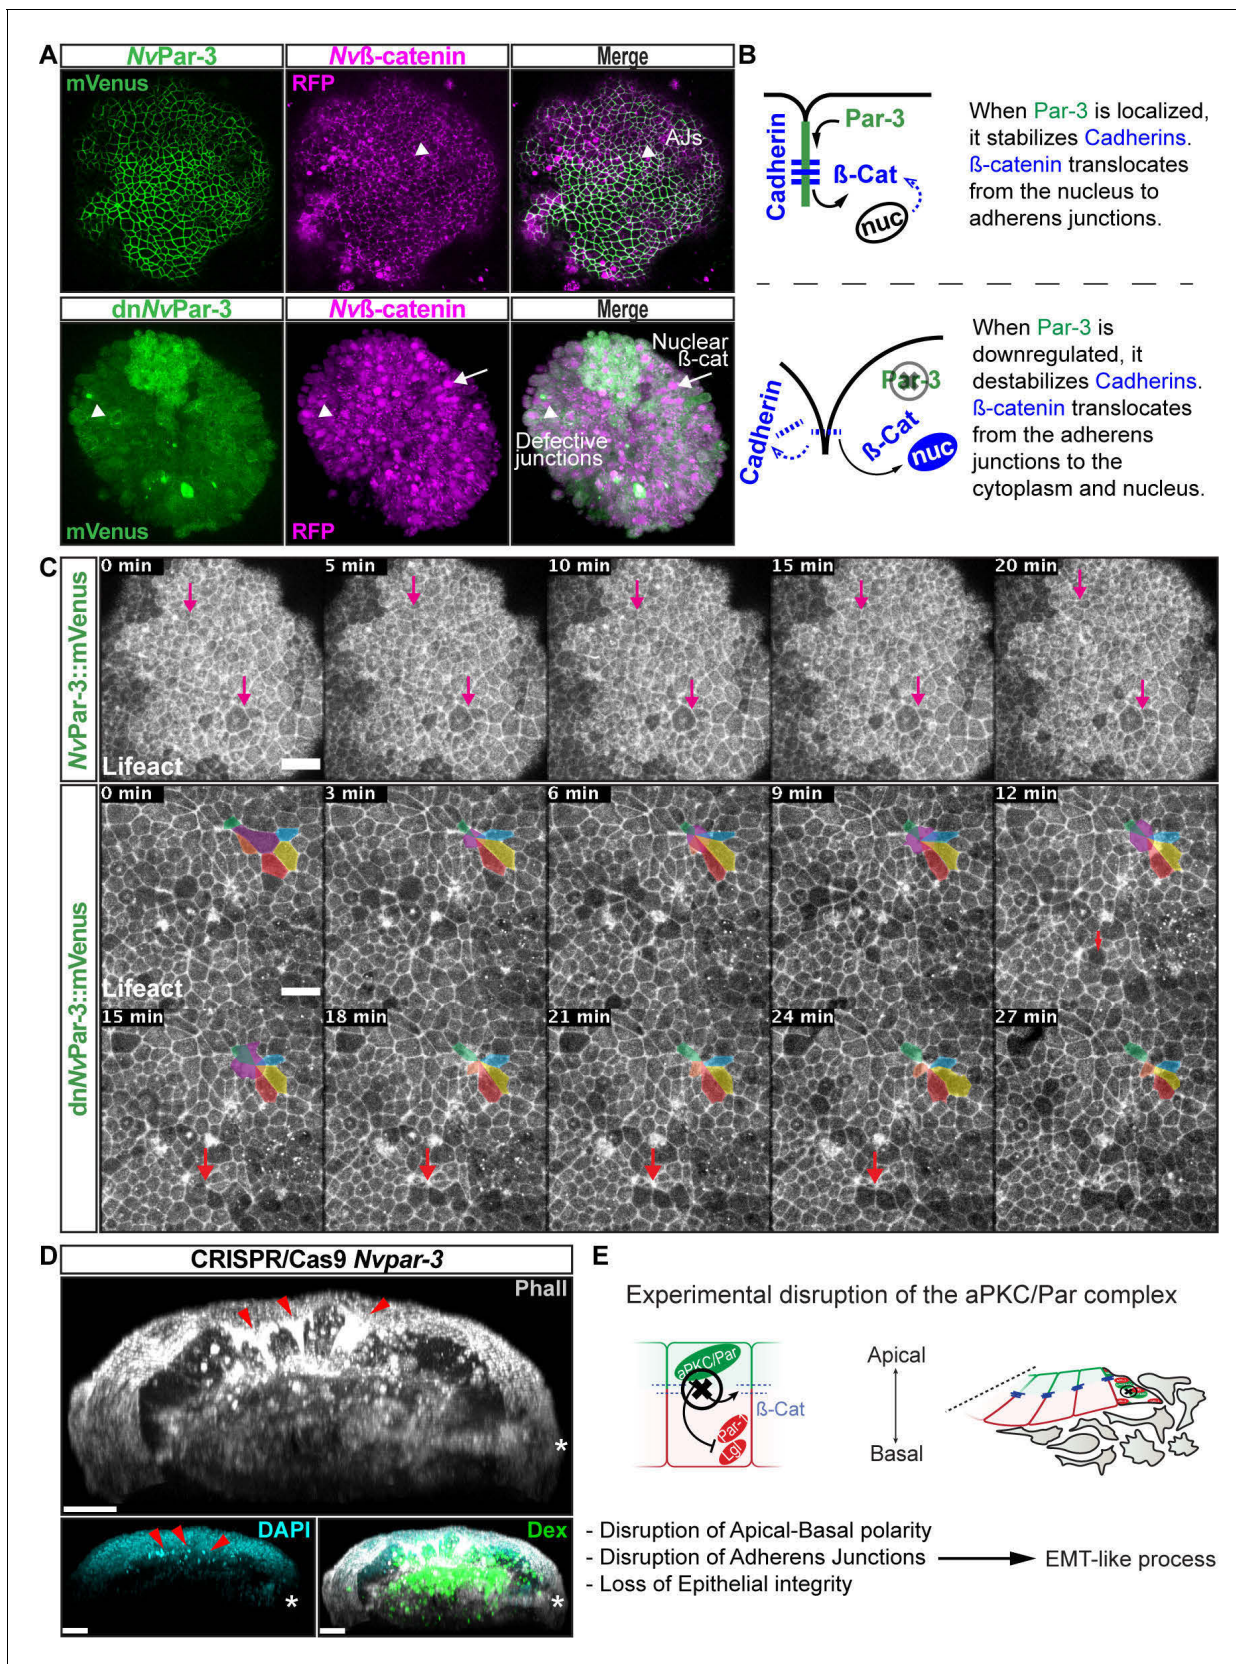 A
NvPar-3
Nvß-catenin
Merge
mVenus
RFP
AJs
dnNvPar-3
Nvß-catenin
Merge
Nuclear
ß-cat
Defective
junctions
mVenus
RFP
B
Cadherin
Par-3
ß-Cat
nuc
When Par-3 is localized,
it stabilizes Cadherins.
ß-catenin translocates
from the nucleus to
adherens junctions.
Cadherin
Par-3
ß-Cat
nuc
When Par-3 is
downregulated, it
destabilizes Cadherins.
ß-catenin translocates
from the adherens
junctions to the
cytoplasm and nucleus.
C
NvPar-3::mVenus
0 min
5 min
10 min
15 min
20 min
Lifeact
dnNvPar-3::mVenus
0 min
3 min
6 min
9 min
12 min
Lifeact
15 min
18 min
21 min
24 min
27 min
D
CRISPR/Cas9 Nvpar-3
Phall
*
DAPI
*
Dex
*
E
Experimental disruption of the aPKC/Par complex
aPKC/Par
ß-Cat
Par-1
Lgl
Apical
Basal
- Disruption of Apical-Basal polarity
- Disruption of Adherens Junctions
- Loss of Epithelial integrity
EMT-like process